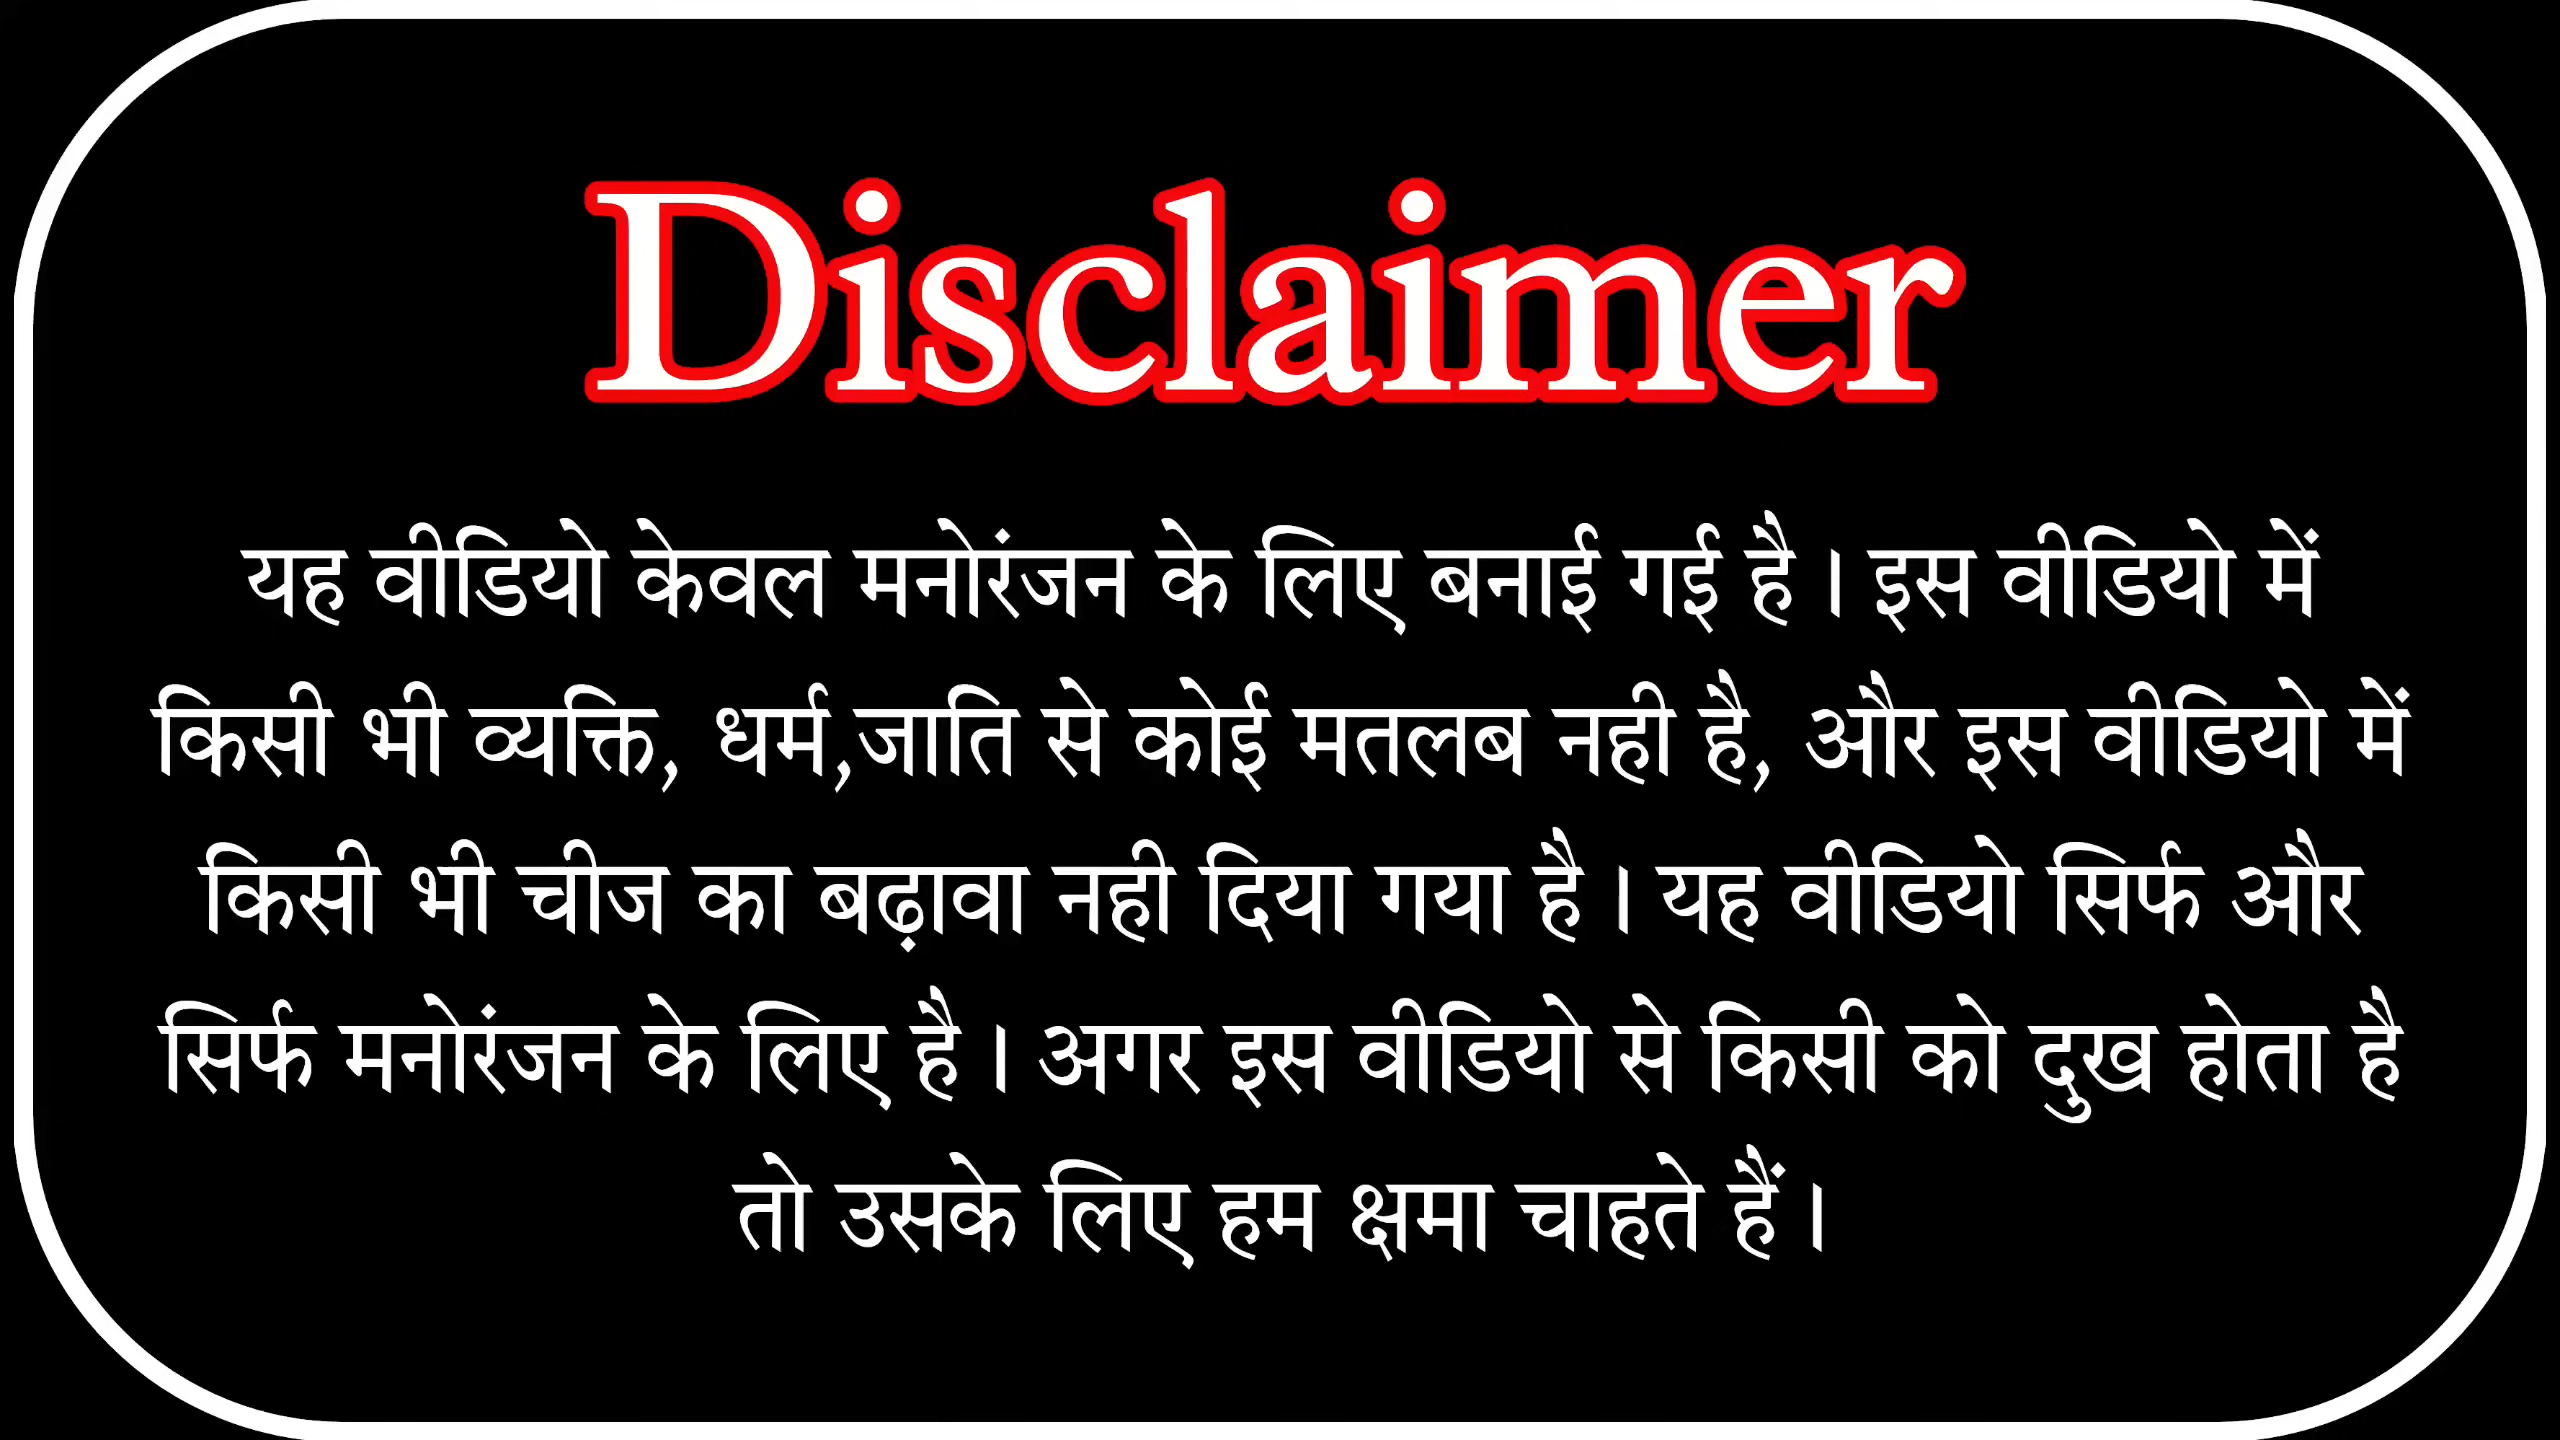 Disclaimer
यह वीडियो केवल मनोरंजन के लिए बनाई गई है। इस वीडियो में
किसी भी व्यक्ति, धर्म,जाति से कोई मतलब नही है, और इस वीडियो में
किसी भी चीज का बढ़ावा नही दिया गया है। यह वीडियो सिर्फ और
सिर्फ मनोरंजन के लिए है। अगर इस वीडियो से किसी को दुख होता है
तो उसके लिए हम क्षमा चाहते हैं।